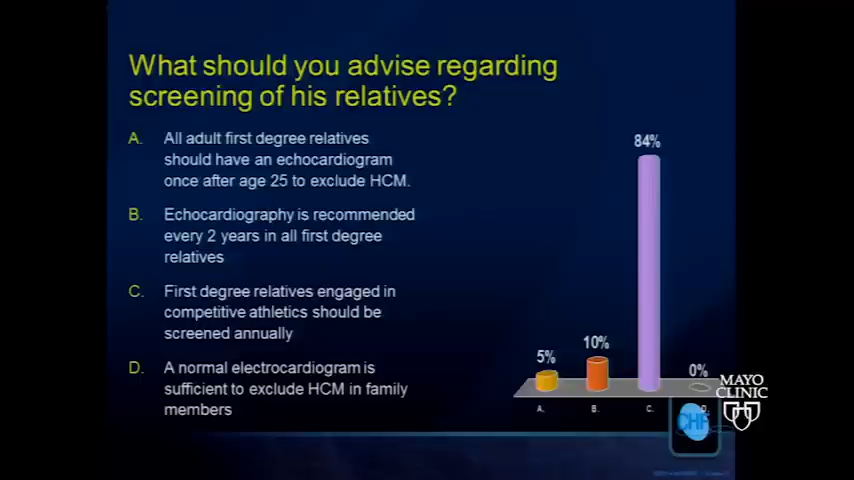 What should you advise regarding
screening of his relatives?
A. All adult first degree relatives
should have an echocardiogram
once after age 25 to exclude HCM.
B. Echocardiography is recommended
every 2 years in all first degree
relatives
C. First degree relatives engaged in
competitive athletics should be
screened annually
D. A normal electrocardiogram is
sufficient to exclude HCM in family
members
84%
10%
5%
0%
A. B. C. D.
MAYO
CLINIC
CHF